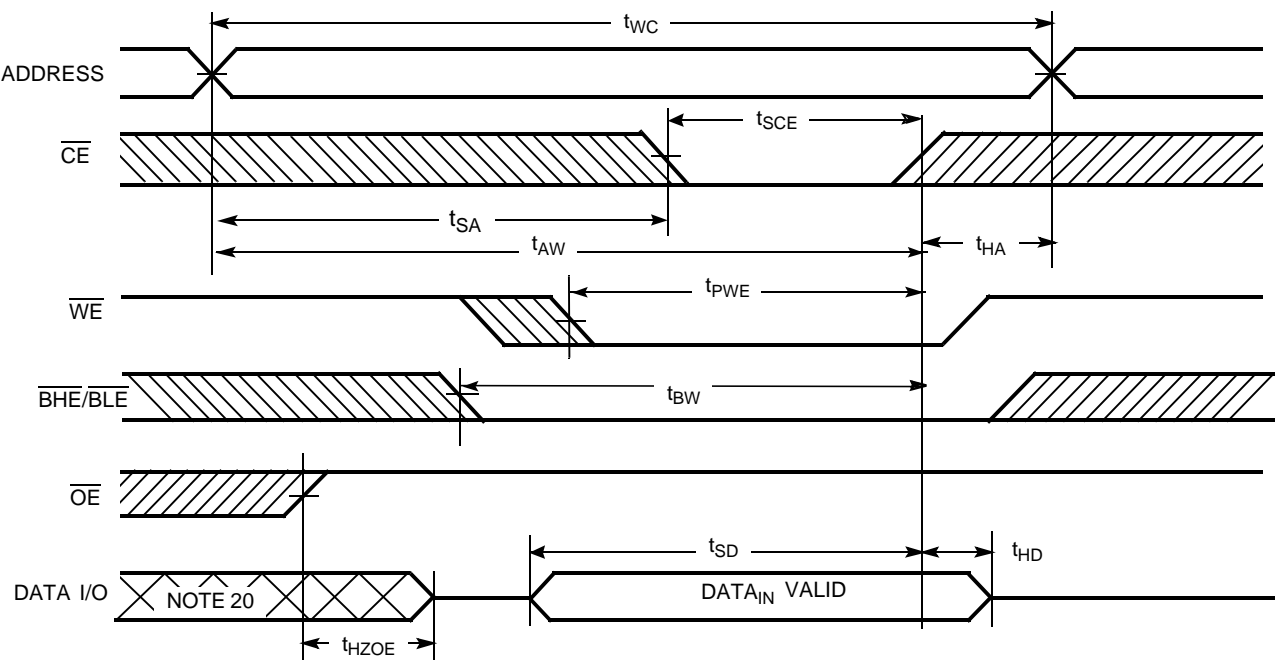 tWC
ADDRESS
tSCE
CE
tSA
tAW
tHA
tPWE
WE
tBW
BHE/BLE
OE
tSD
tHD
DATA I/O
NOTE 20
DATAIN VALID
tHZOE